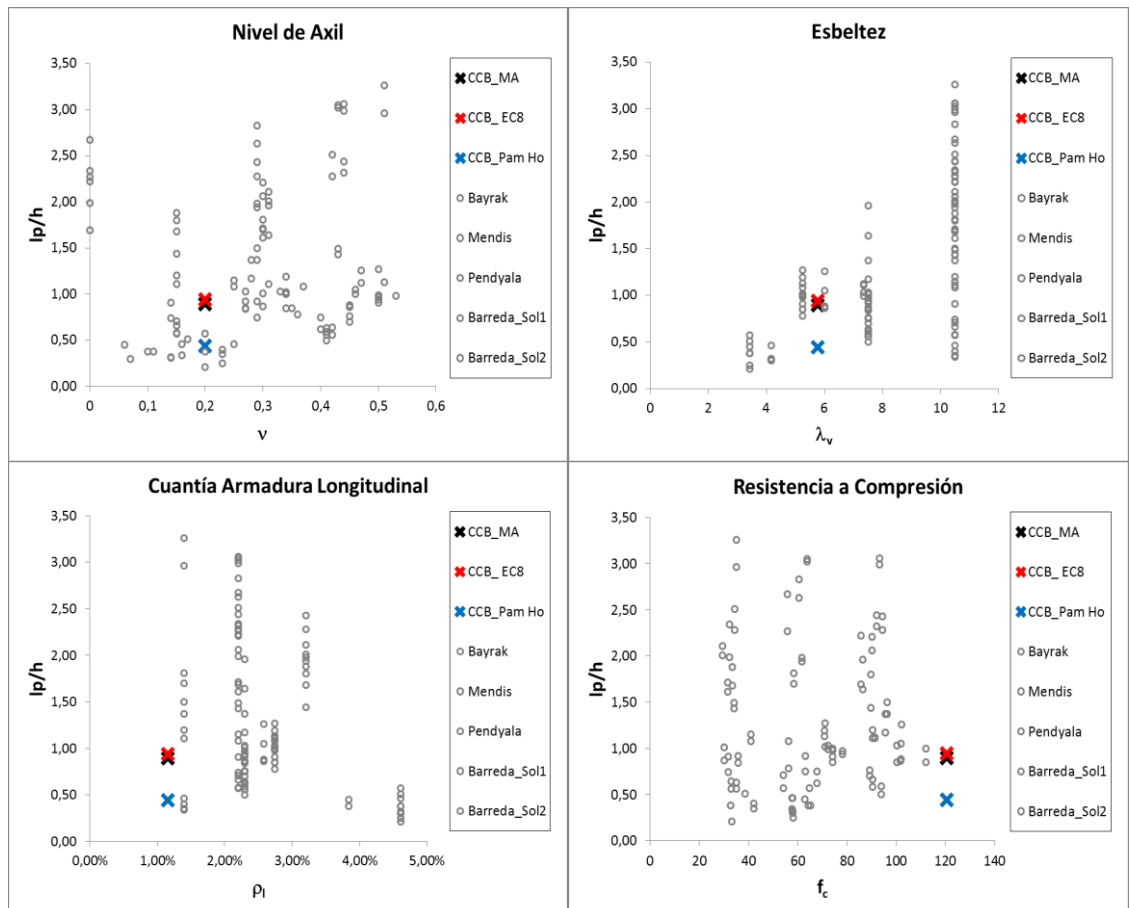 Nivel de Axil
3,50
3,00
2,50
2,00
1,50
1,00
0,50
0,00
lp/h
0
0,1
0,2
0,3
0,4
0,5
0,6
ν
CCB_MA
CCB_ EC8
CCB_Pam Ho
Bayrak
Mendis
Pendyala
Barreda_Sol1
Barreda_Sol2
Esbeltez
3,50
3,00
2,50
2,00
1,50
1,00
0,50
0,00
lp/h
0
2
4
6
8
10
12
λv
CCB_MA
CCB_ EC8
CCB_Pam Ho
Bayrak
Mendis
Pendyala
Barreda_Sol1
Barreda_Sol2
Cuantía Armadura Longitudinal
3,50
3,00
2,50
2,00
1,50
1,00
0,50
0,00
lp/h
0,00%
1,00%
2,00%
3,00%
4,00%
5,00%
ρl
CCB_MA
CCB_ EC8
CCB_Pam Ho
Bayrak
Mendis
Pendyala
Barreda_Sol1
Barreda_Sol2
Resistencia a Compresión
3,50
3,00
2,50
2,00
1,50
1,00
0,50
0,00
lp/h
0
20
40
60
80
100
120
140
fc
CCB_MA
CCB_ EC8
CCB_Pam Ho
Bayrak
Mendis
Pendyala
Barreda_Sol1
Barreda_Sol2